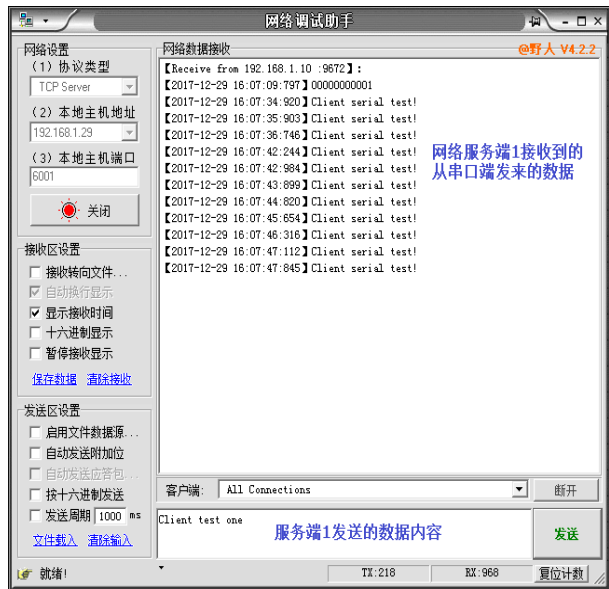 网络调试助手
网络设置
(1) 协议类型
TCP Server
(2) 本地主机地址
192.168.1.29
(3) 本地主机端口
6001
关闭
接收区设置
接收转向文件...
自动换行显示
显示接收时间
十六进制显示
暂停接收显示
保存数据 清除接收
发送区设置
启用文件数据源...
自动发送附加位
自动发送应答包...
按十六进制发送
发送周期 1000 ms
文件载入 清除输入
网络数据接收
@野人 V4.2.2
【Receive from 192.168.1.10 :9672】:
【2017-12-29 16:07:09:797】00000000001
【2017-12-29 16:07:34:920】Client serial test!
【2017-12-29 16:07:35:903】Client serial test!
【2017-12-29 16:07:36:746】Client serial test!
【2017-12-29 16:07:42:244】Client serial test!
【2017-12-29 16:07:42:984】Client serial test!
【2017-12-29 16:07:43:899】Client serial test!
【2017-12-29 16:07:44:820】Client serial test!
【2017-12-29 16:07:45:654】Client serial test!
【2017-12-29 16:07:46:316】Client serial test!
【2017-12-29 16:07:47:112】Client serial test!
【2017-12-29 16:07:47:845】Client serial test!
网络服务端1接收到的
从串口端发来的数据
客户端: All Connections
断开
Client test one
服务端1发送的数据内容
发送
就绪!
TX:218
RX:968
复位计数